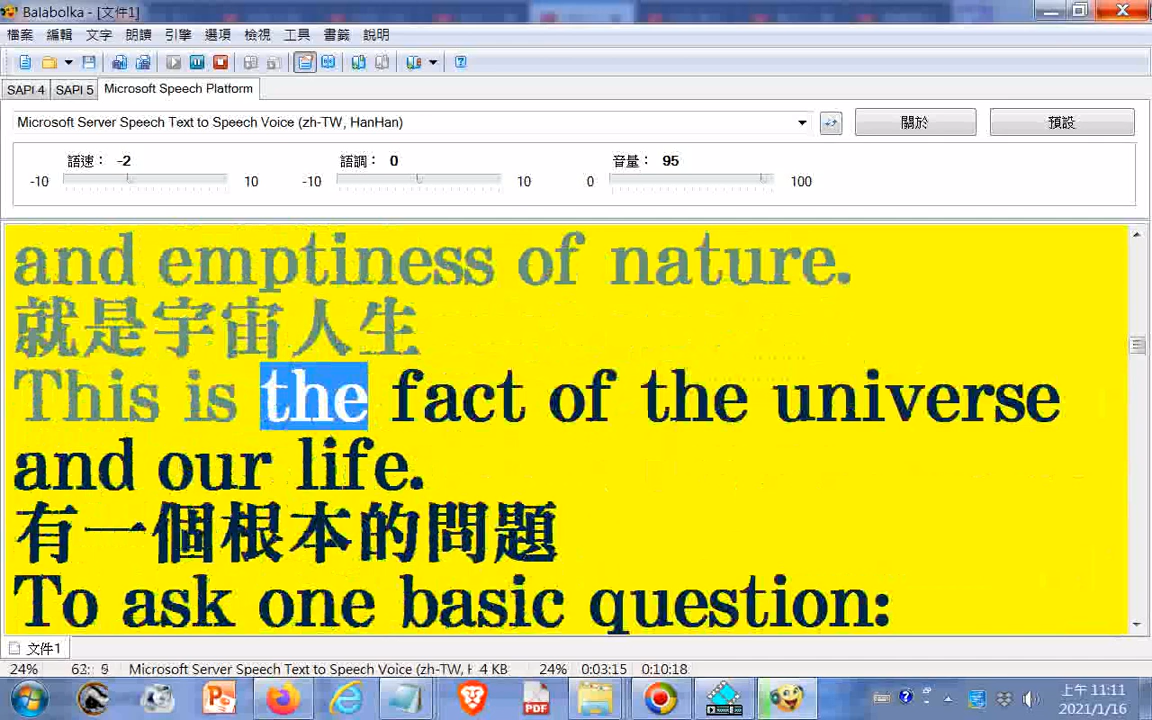 Balabolka - [文件1]
檔案 編輯 文字 朗讀 引擎 選項 檢視 工具 書籤 說明
SAPI 4 SAPI 5 Microsoft Speech Platform
Microsoft Server Speech Text to Speech Voice (zh-TW, HanHan) 關於 預設
語速： -2 語調： 0 音量： 95
-10 10 -10 10 0 100
and emptiness of nature.
就是宇宙人生
This is the fact of the universe
and our life.
有一個根本的問題
To ask one basic question:
文件1
24% Microsoft Server Speech Text to Speech Voice (zh-TW, 4 KB 24% 0:03:15 0:10:18
PDF
上午 11:11
2021/1/16